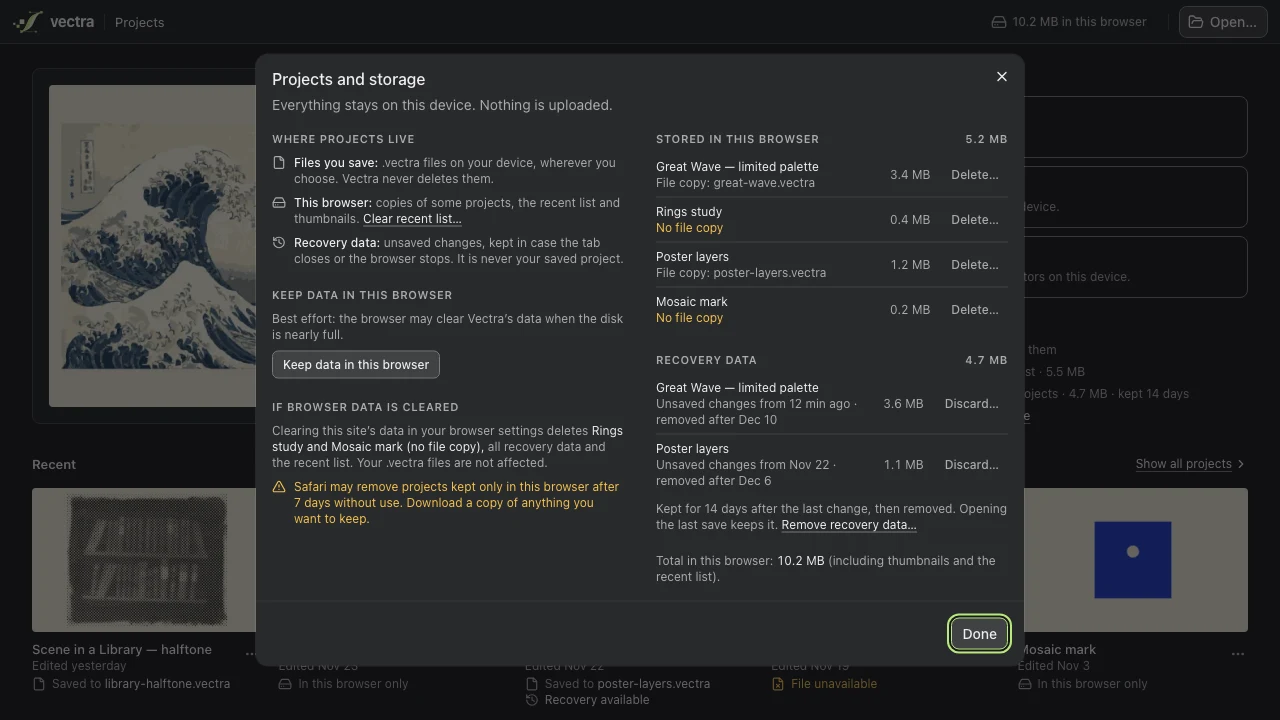 vectra
Projects
10.2 MB in this browser
Open...
Projects and storage
Everything stays on this device. Nothing is uploaded.
WHERE PROJECTS LIVE
Files you save: .vectra files on your device, wherever you
choose. Vectra never deletes them.
This browser: copies of some projects, the recent list and
thumbnails. Clear recent list...
Recovery data: unsaved changes, kept in case the tab
closes or the browser stops. It is never your saved project.
KEEP DATA IN THIS BROWSER
Best effort: the browser may clear Vectra's data when the disk
is nearly full.
Keep data in this browser
IF BROWSER DATA IS CLEARED
Clearing this site's data in your browser settings deletes Rings
study and Mosaic mark (no file copy), all recovery data and
the recent list. Your .vectra files are not affected.
Safari may remove projects kept only in this browser after
7 days without use. Download a copy of anything you
want to keep.
STORED IN THIS BROWSER 5.2 MB
Great Wave — limited palette
File copy: great-wave.vectra
3.4 MB Delete...
Rings study
No file copy
0.4 MB Delete...
Poster layers
File copy: poster-layers.vectra
1.2 MB Delete...
Mosaic mark
No file copy
0.2 MB Delete...
RECOVERY DATA 4.7 MB
Great Wave — limited palette
Unsaved changes from 12 min ago ·
removed after Dec 10
3.6 MB Discard...
Poster layers
Unsaved changes from Nov 22 ·
removed after Dec 6
1.1 MB Discard...
Kept for 14 days after the last change, then removed. Opening
the last save keeps it. Remove recovery data...
Total in this browser: 10.2 MB (including thumbnails and the
recent list).
Done
evice.
tors on this device.
them
st · 5.5 MB
ojects · 4.7 MB · kept 14 days
Recent
Show all projects
Scene in a Library — halftone
Edited yesterday
Saved to library-halftone.vectra
Edited Nov 23
In this browser only
Edited Nov 22
Saved to poster-layers.vectra
Recovery available
Edited Nov 19
File unavailable
Mosaic mark
Edited Nov 3
In this browser only